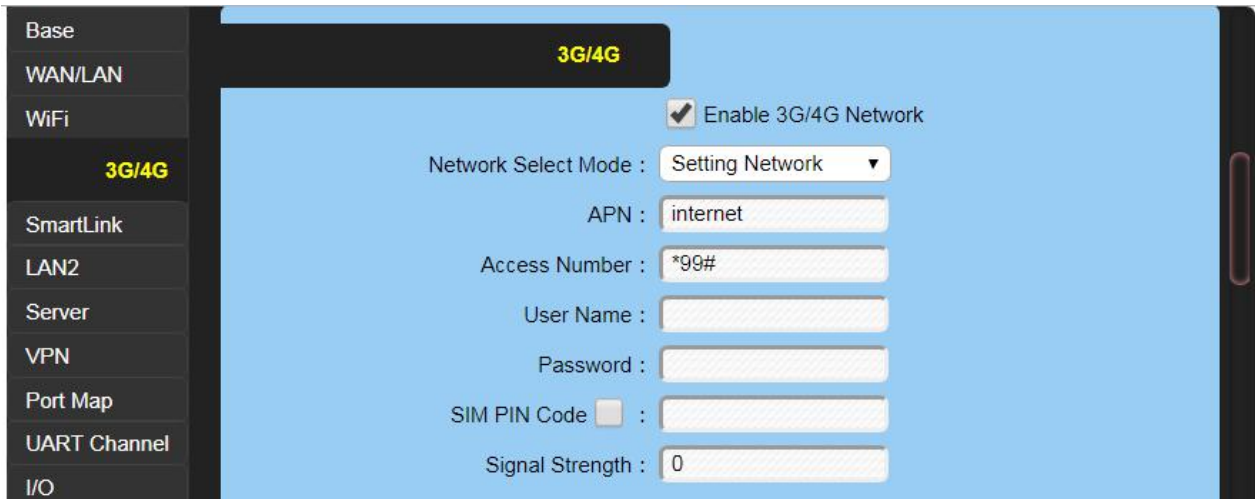 Base
WAN/LAN
WiFi
3G/4G
SmartLink
LAN2
Server
VPN
Port Map
UART Channel
I/O
3G/4G
Enable 3G/4G Network
Network Select Mode : Setting Network
APN : internet
Access Number : *99#
User Name :
Password :
SIM PIN Code :
Signal Strength : 0